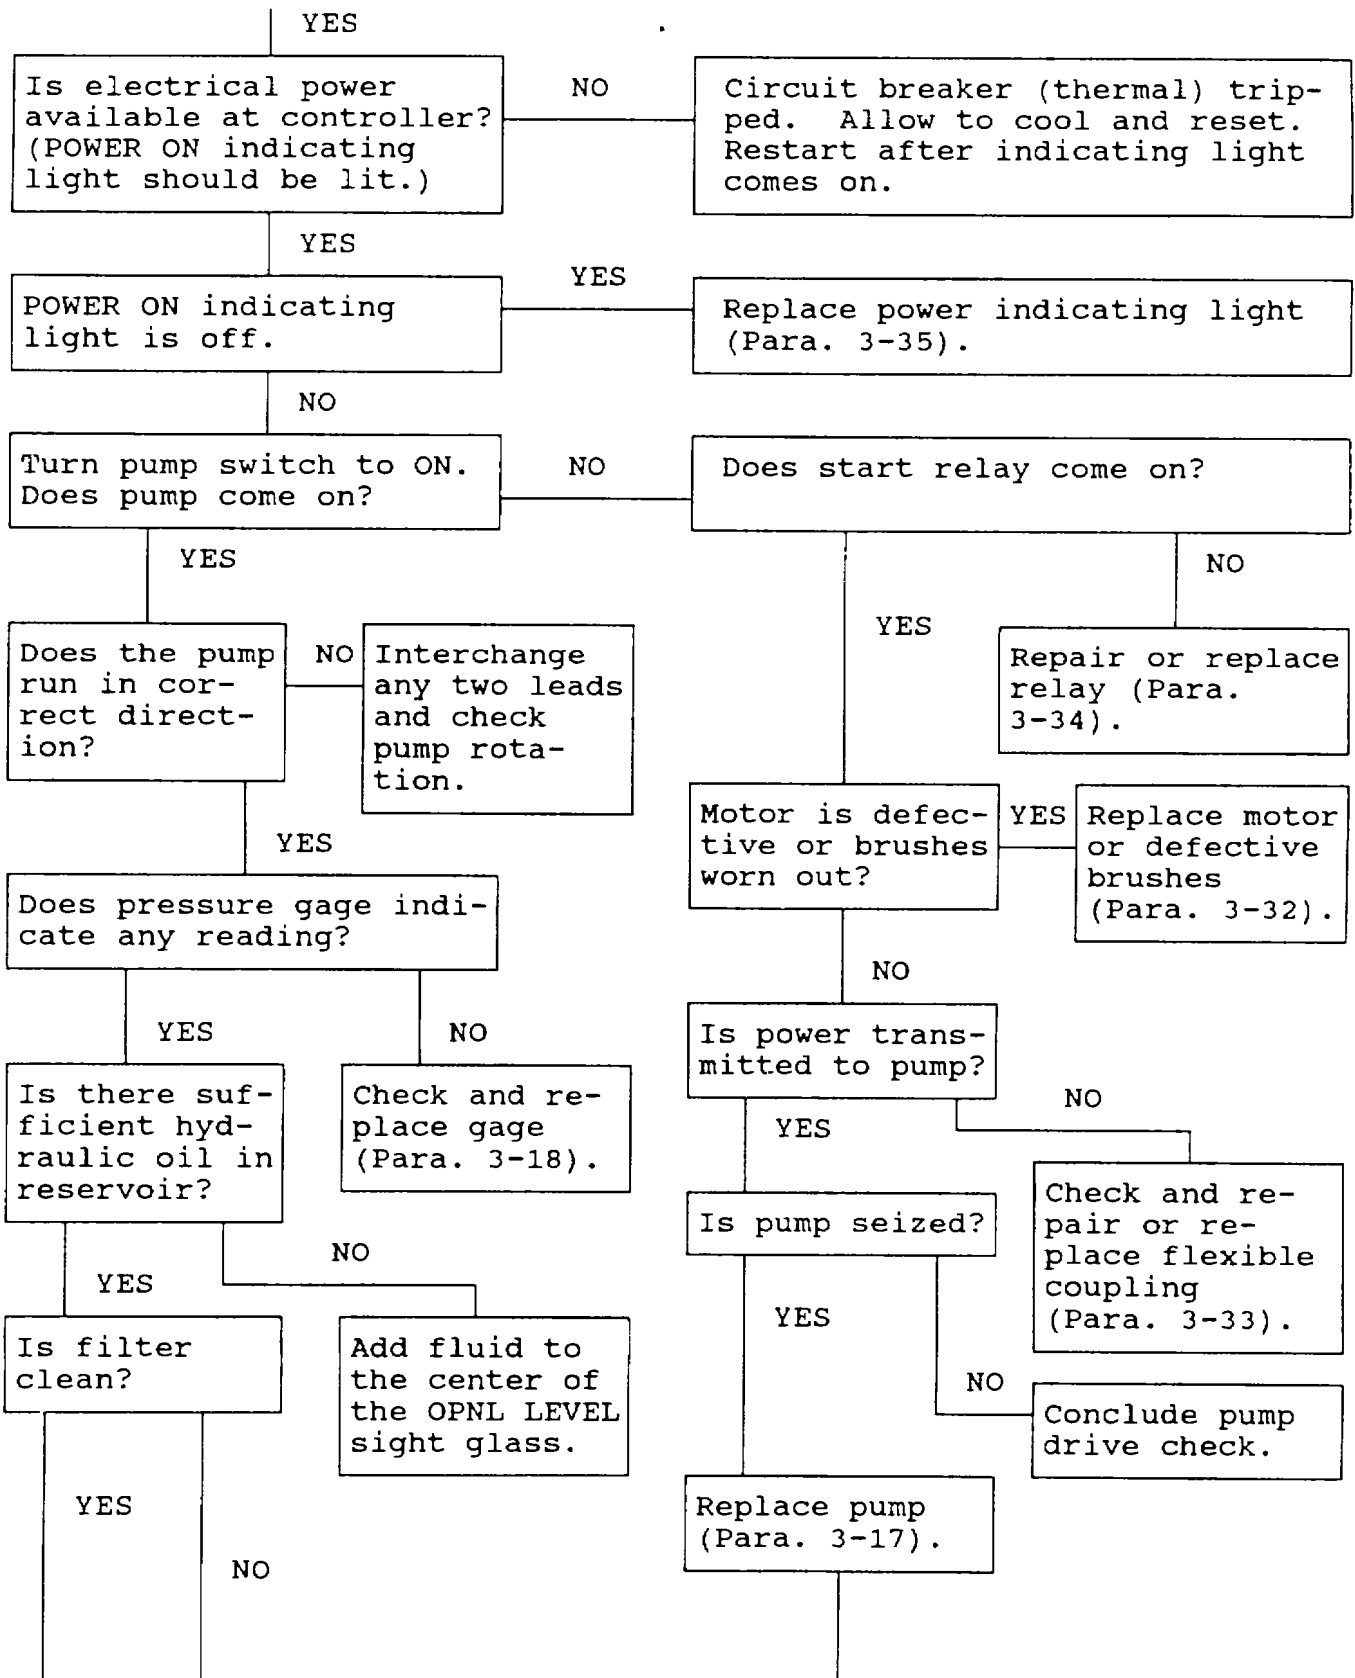 YES
Is electrical power
available at controller?
(POWER ON indicating
light should be lit.)
NO
Circuit breaker (thermal) trip-
ped. Allow to cool and reset.
Restart after indicating light
comes on.
YES
POWER ON indicating
light is off.
YES
Replace power indicating light
(Para. 3-35).
NO
Turn pump switch to ON.
Does pump come on?
NO
Does start relay come on?
YES
NO
Does the pump
run in cor-
rect direct-
ion?
NO
Interchange
any two leads
and check
pump rota-
tion.
YES
Repair or replace
relay (Para.
3-34).
YES
Motor is defec-
tive or brushes
worn out?
YES
Replace motor
or defective
brushes
(Para. 3-32).
Does pressure gage indi-
cate any reading?
NO
YES
NO
Is power trans-
mitted to pump?
Is there suf-
ficient hyd-
raulic oil in
reservoir?
Check and re-
place gage
(Para. 3-18).
YES
NO
Is pump seized?
Check and re-
pair or re-
place flexible
coupling
(Para. 3-33).
YES
NO
YES
Is filter
clean?
Add fluid to
the center of
the OPNL LEVEL
sight glass.
NO
Conclude pump
drive check.
YES
NO
Replace pump
(Para. 3-17).